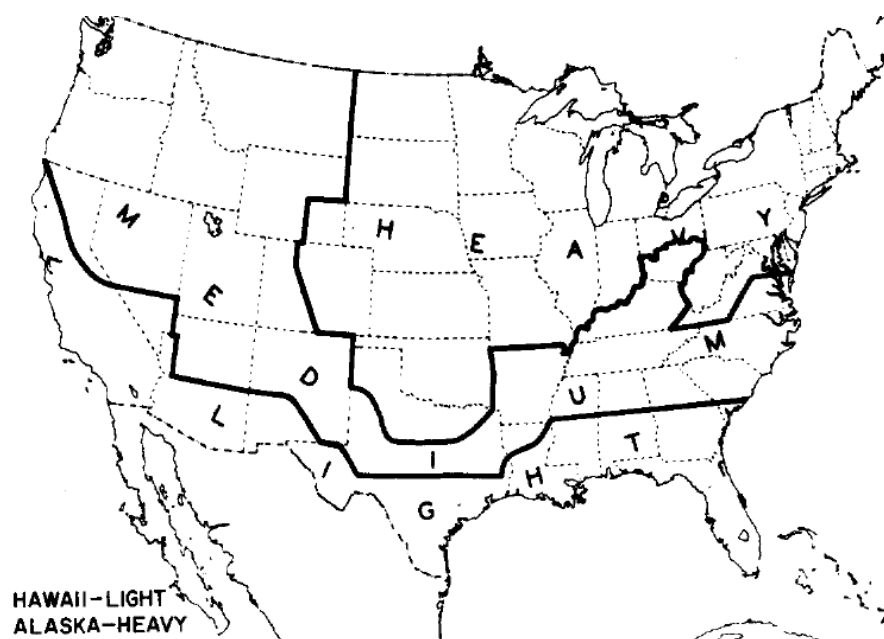 H E A V Y
M E D I U M
L I G H T
HAWAII-LIGHT
ALASKA-HEAVY